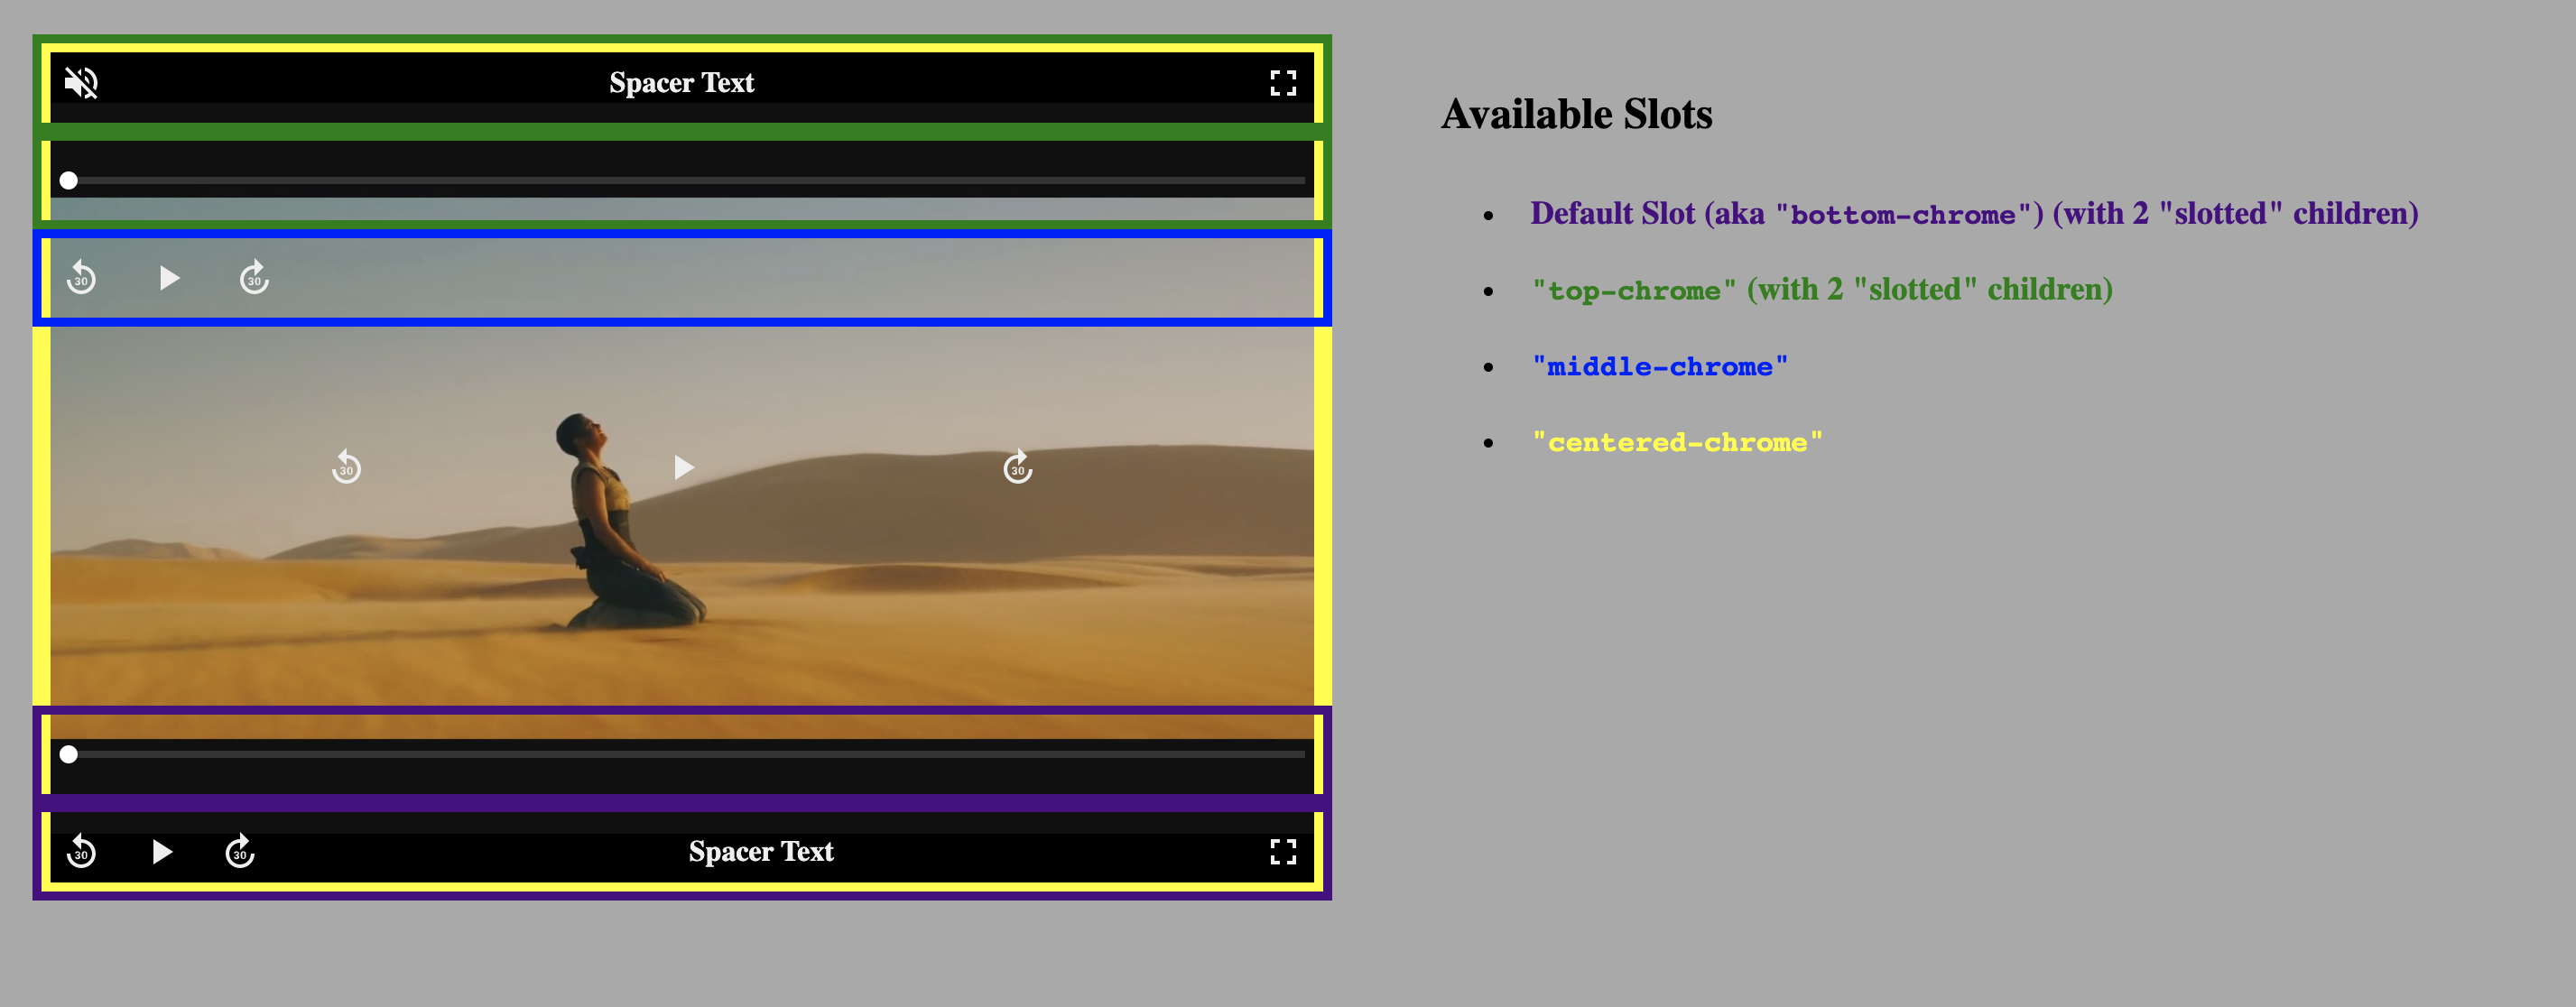 Spacer Text
30 30
30 30
30 30 Spacer Text
Available Slots
Default Slot (aka "bottom-chrome") (with 2 "slotted" children)
"top-chrome" (with 2 "slotted" children)
"middle-chrome"
"centered-chrome"